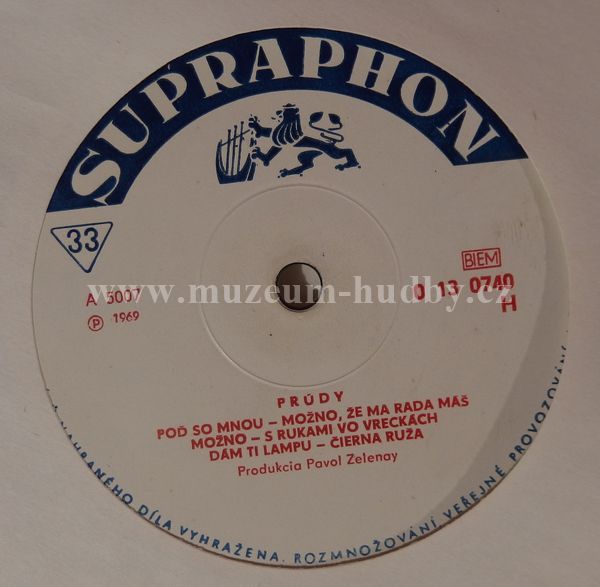 SUPRAPHON
33
BIEM
A 5007
0 13 0740
℗ 1969
H
www.muzeum-hudby.cz
PRÚDY
POĎ SO MNOU – MOŽNO, ŽE MA RADA MÁŠ
MOŽNO – S RUKAMI VO VRECKÁCH
DÁM TI LAMPU – ČIERNA RUŽA
Produkcia Pavol Zelenay
DÍLA VYHRAŽENA. ROZMNOŽOVÁNÍ, VEŘEJNÉ PROVOZOVÁNÍ